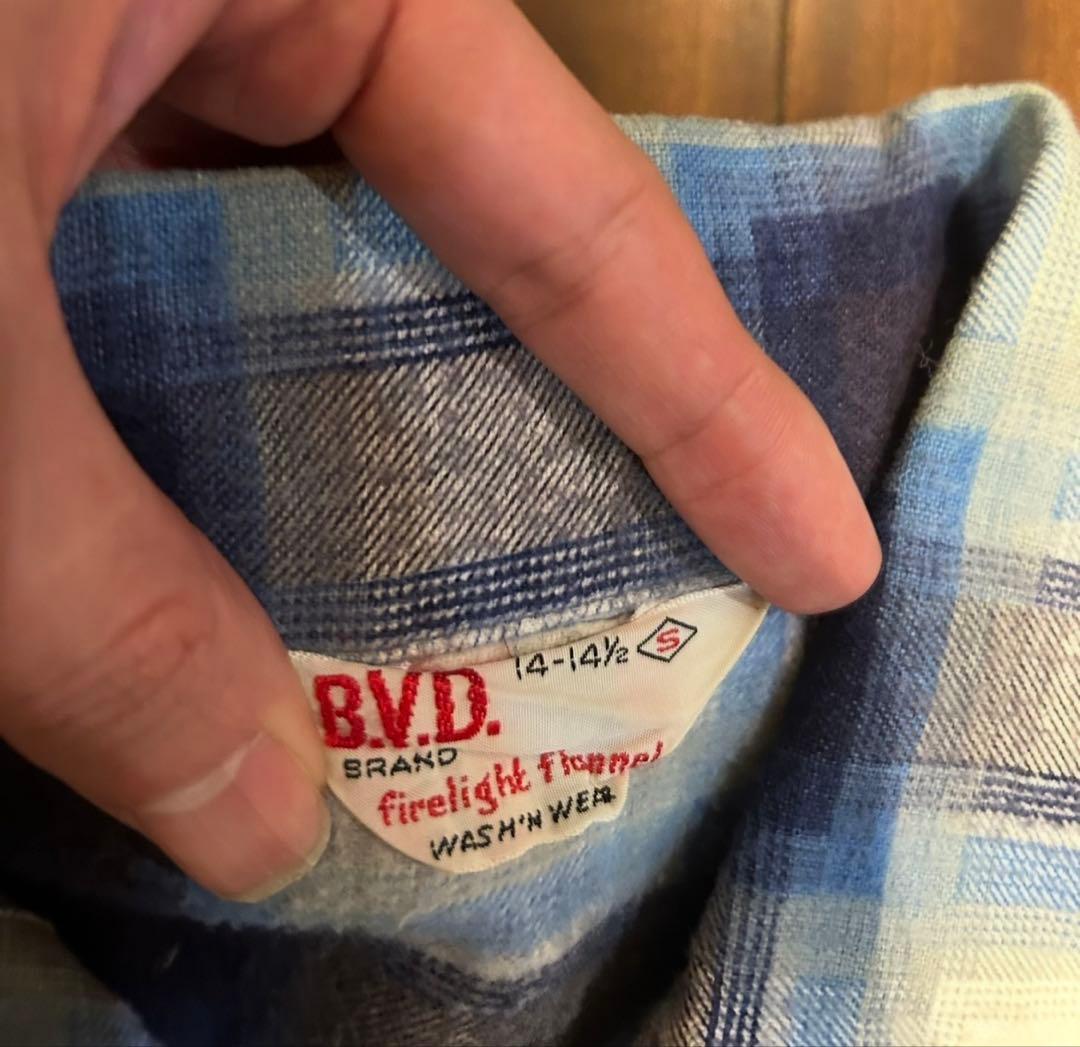 14-14½ S
B.V.D.
BRAND
firelight flannel
WASH'N WEAR